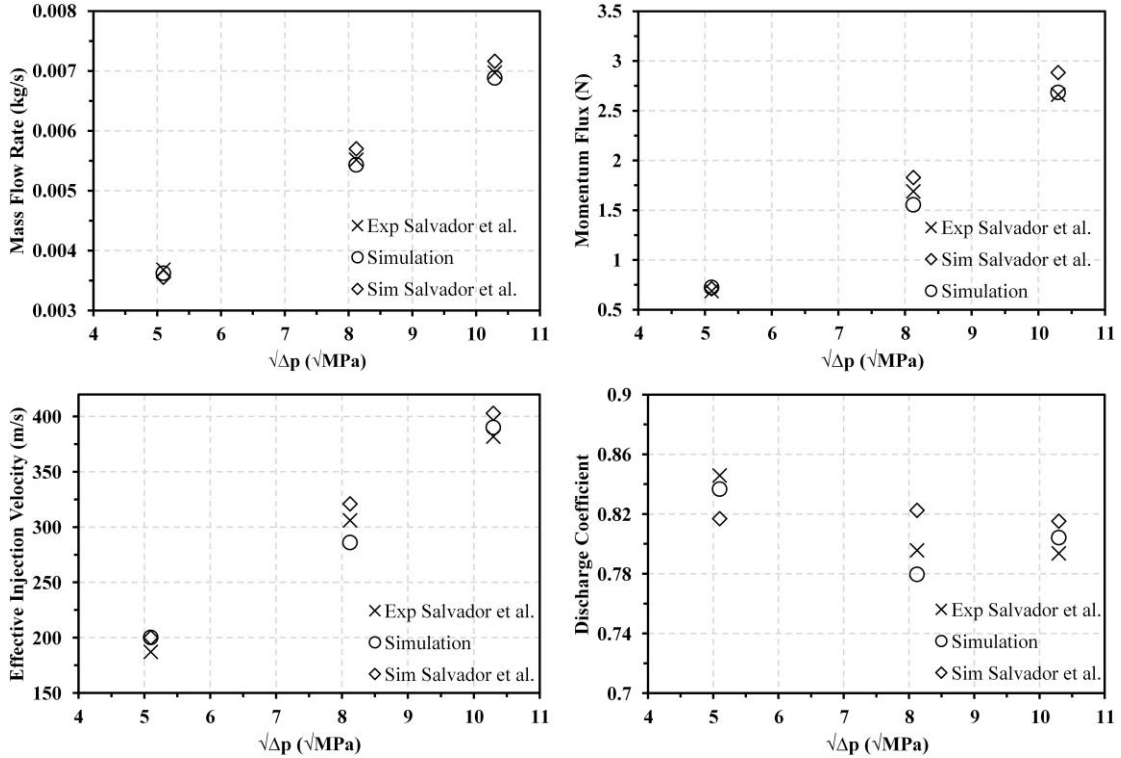 0.008
0.007
0.006
0.005
0.004
0.003
Mass Flow Rate (kg/s)
Exp Salvador et al.
Simulation
Sim Salvador et al.
4 5 6 7 8 9 10 11
√Δp (√MPa)
3.5
3
2.5
2
1.5
1
0.5
Momentum Flux (N)
Exp Salvador et al.
Sim Salvador et al.
Simulation
4 5 6 7 8 9 10 11
√Δp (√MPa)
400
350
300
250
200
150
Effective Injection Velocity (m/s)
Exp Salvador et al.
Simulation
Sim Salvador et al.
4 5 6 7 8 9 10 11
√Δp (√MPa)
0.9
0.86
0.82
0.78
0.74
0.7
Discharge Coefficient
Exp Salvador et al.
Simulation
Sim Salvador et al.
4 5 6 7 8 9 10 11
√Δp (√MPa)